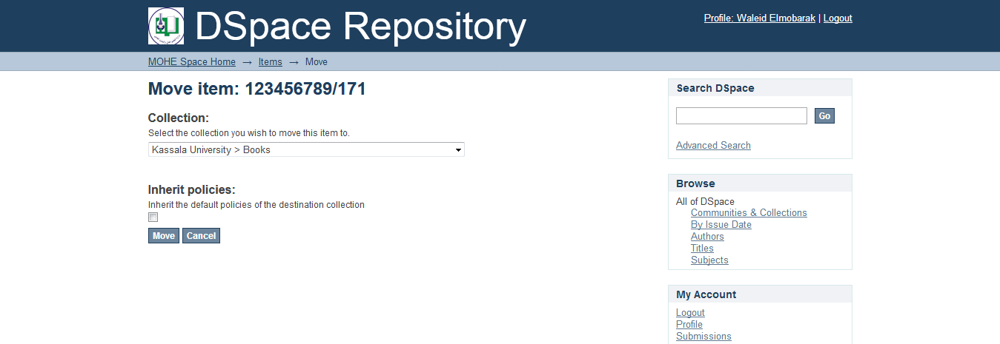 DSpace Repository
Profile: Waleid Elmobarak | Logout
MOHE Space Home → Items → Move
Move item: 123456789/171
Collection:
Select the collection you wish to move this item to.
Kassala University > Books
Inherit policies:
Inherit the default policies of the destination collection
Move Cancel
Search DSpace
Go
Advanced Search
Browse
All of DSpace
Communities & Collections
By Issue Date
Authors
Titles
Subjects
My Account
Logout
Profile
Submissions